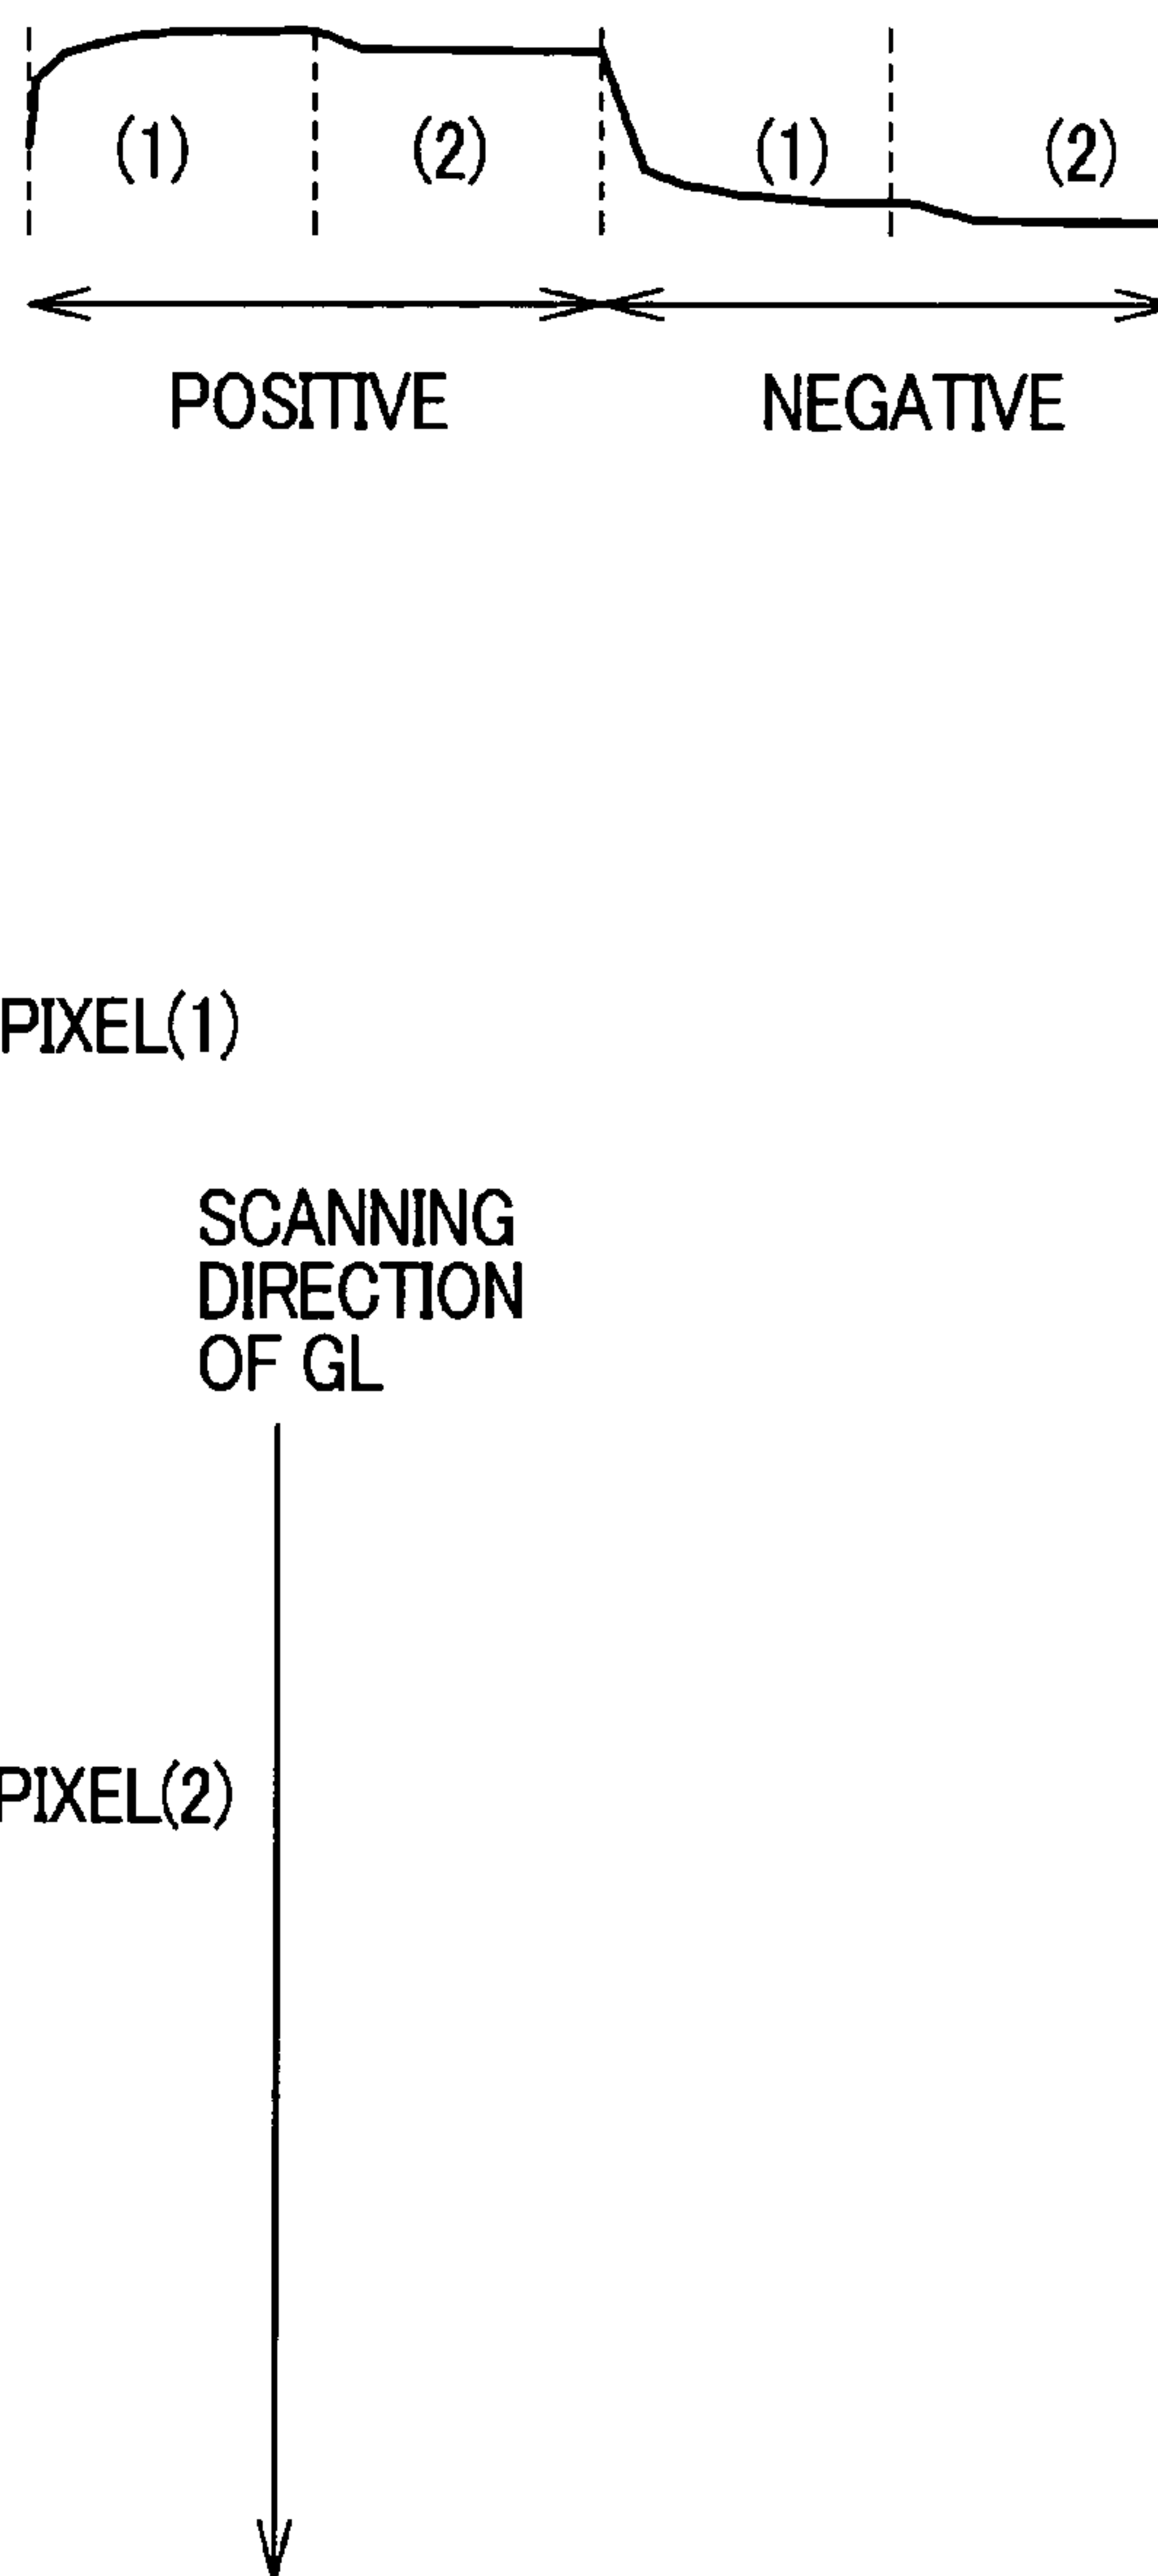 (1) (2) (1) (2)
POSITIVE NEGATIVE
PIXEL(1)
SCANNING
DIRECTION
OF GL
PIXEL(2)